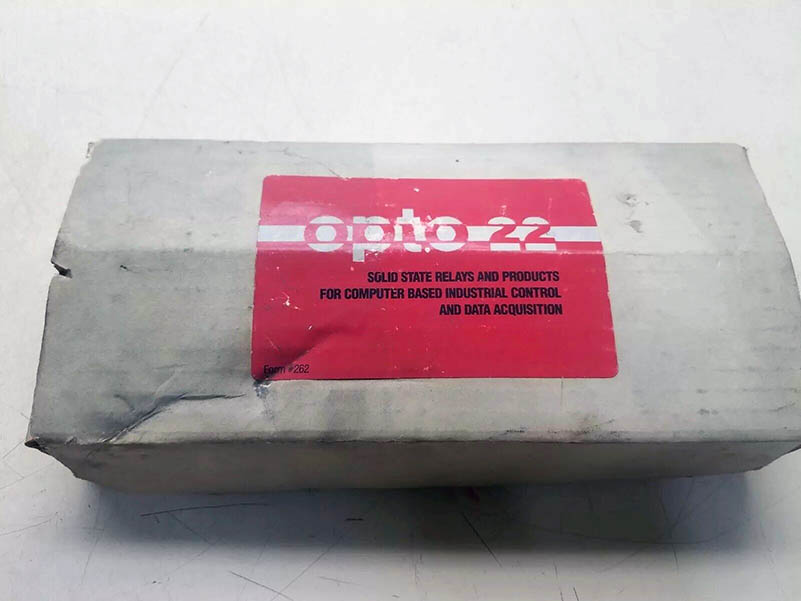 opto 22
SOLID STATE RELAYS AND PRODUCTS
FOR COMPUTER BASED INDUSTRIAL CONTROL
AND DATA ACQUISITION
Form #262